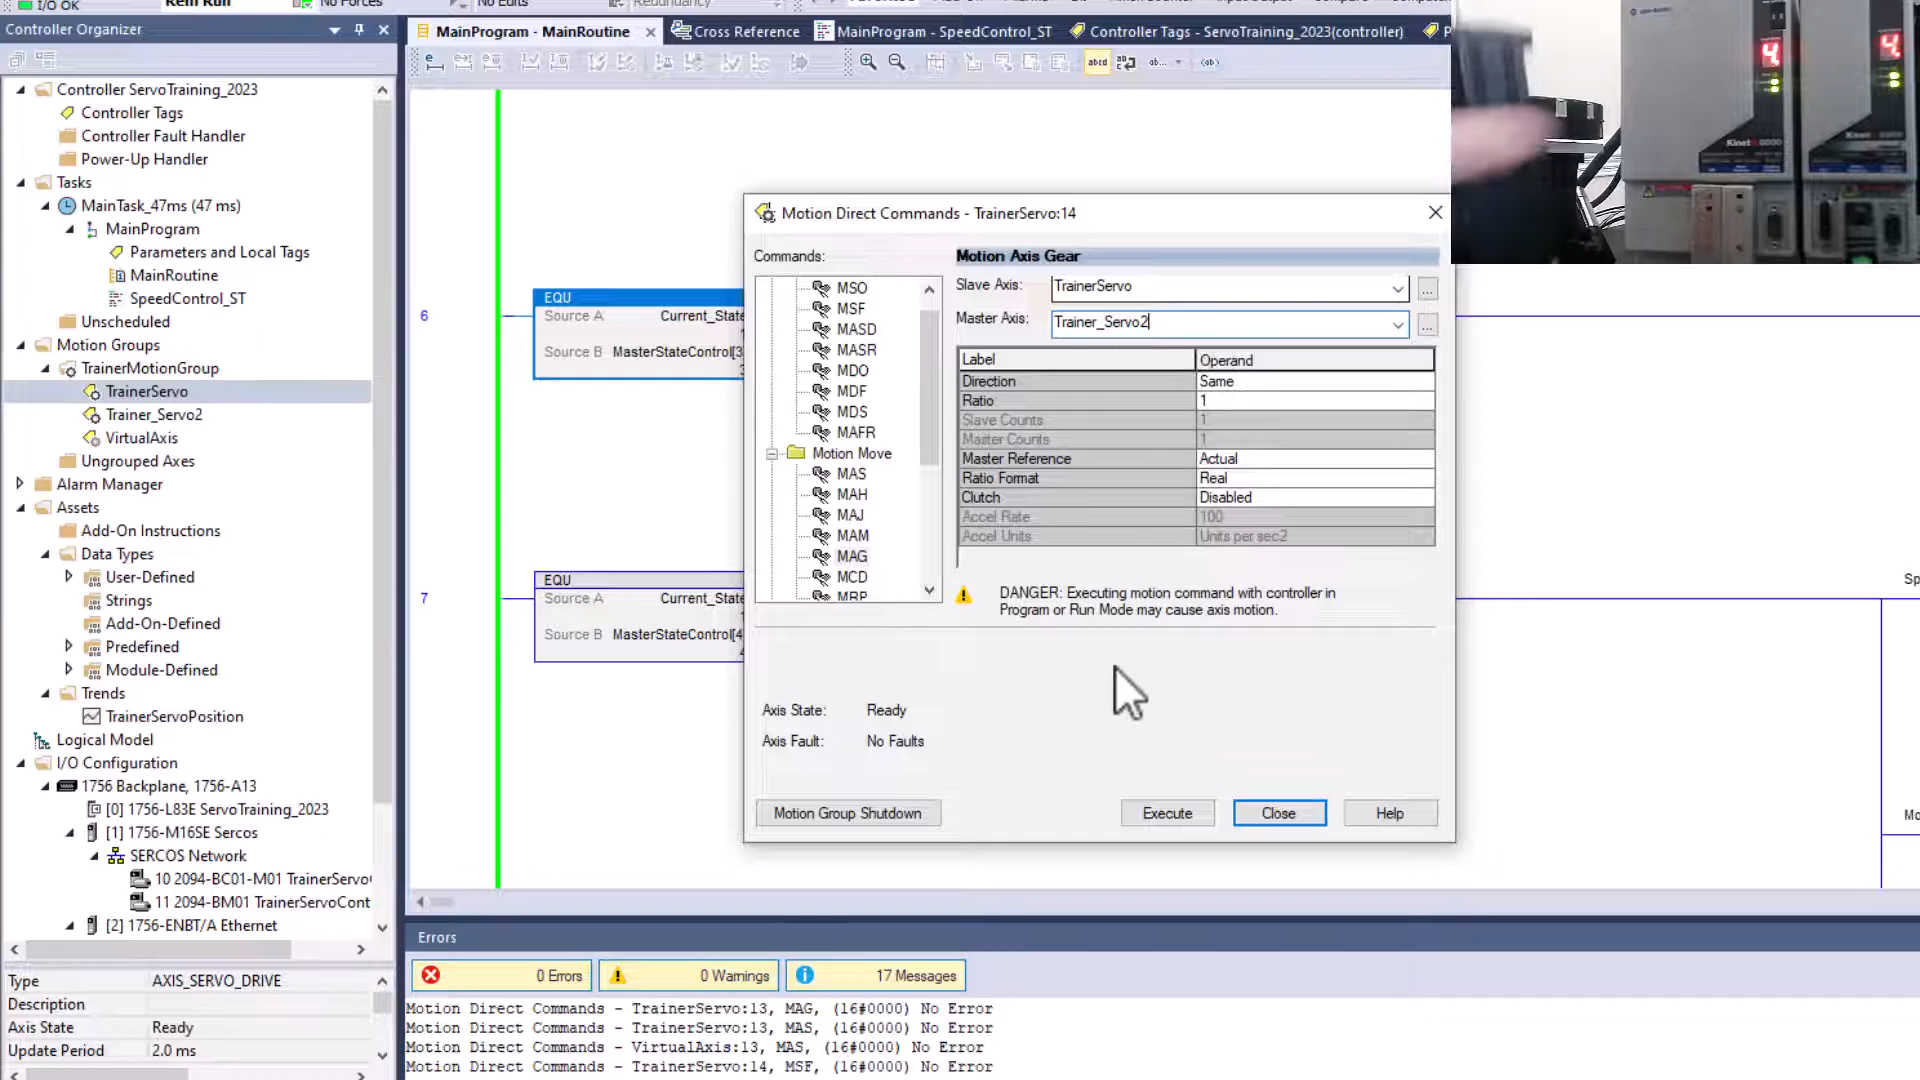 I/O OK
Rem Run
No Forces
No Edits
Redundancy
Controller Organizer
MainProgram - MainRoutine
Cross Reference
MainProgram - SpeedControl_ST
Controller Tags - ServoTraining_2023(controller)
Controller ServoTraining_2023
Controller Tags
Controller Fault Handler
Power-Up Handler
Tasks
MainTask_47ms (47 ms)
MainProgram
Parameters and Local Tags
MainRoutine
SpeedControl_ST
Unscheduled
Motion Groups
TrainerMotionGroup
TrainerServo
Trainer_Servo2
VirtualAxis
Ungrouped Axes
Alarm Manager
Assets
Add-On Instructions
Data Types
User-Defined
Strings
Add-On-Defined
Predefined
Module-Defined
Trends
TrainerServoPosition
Logical Model
I/O Configuration
1756 Backplane, 1756-A13
[0] 1756-L83E ServoTraining_2023
[1] 1756-M16SE Sercos
SERCOS Network
10 2094-BC01-M01 TrainerServo
11 2094-BM01 TrainerServoCont
[2] 1756-ENBT/A Ethernet
Type AXIS_SERVO_DRIVE
Description
Axis State Ready
Update Period 2.0 ms
abcd
ab...
6
EQU
Source A Current_State
Source B MasterStateControl[3
7
EQU
Source A Current_State
Source B MasterStateControl[4
Motion Direct Commands - TrainerServo:14
Commands:
MSO
MSF
MASD
MASR
MDO
MDF
MDS
MAFR
Motion Move
MAS
MAH
MAJ
MAM
MAG
MCD
MRP
Motion Axis Gear
Slave Axis: TrainerServo ...
Master Axis: Trainer_Servo2 ...
Label Operand
Direction Same
Ratio 1
Slave Counts 1
Master Counts 1
Master Reference Actual
Ratio Format Real
Clutch Disabled
Accel Rate 100
Accel Units Units per sec2
DANGER: Executing motion command with controller in
Program or Run Mode may cause axis motion.
Axis State: Ready
Axis Fault: No Faults
Motion Group Shutdown
Execute
Close
Help
4
4
Kinetix 6000
Sp
Mo
Errors
0 Errors
0 Warnings
17 Messages
Motion Direct Commands - TrainerServo:13, MAG, (16#0000) No Error
Motion Direct Commands - TrainerServo:13, MAS, (16#0000) No Error
Motion Direct Commands - VirtualAxis:13, MAS, (16#0000) No Error
Motion Direct Commands - TrainerServo:14, MSF, (16#0000) No Error